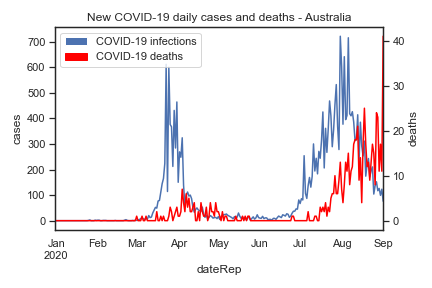 New COVID-19 daily cases and deaths - Australia
COVID-19 infections
COVID-19 deaths
700
600
500
400
300
200
100
0
cases
40
30
20
10
0
deaths
Jan Feb Mar Apr May Jun Jul Aug Sep
2020
dateRep